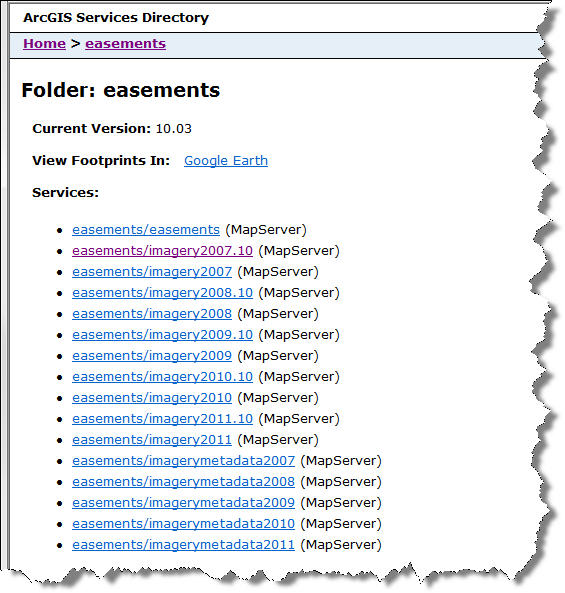 ArcGIS Services Directory
Home > easements
Folder: easements
Current Version: 10.03
View Footprints In: Google Earth
Services:
• easements/easements (MapServer)
• easements/imagery2007.10 (MapServer)
• easements/imagery2007 (MapServer)
• easements/imagery2008.10 (MapServer)
• easements/imagery2008 (MapServer)
• easements/imagery2009.10 (MapServer)
• easements/imagery2009 (MapServer)
• easements/imagery2010.10 (MapServer)
• easements/imagery2010 (MapServer)
• easements/imagery2011.10 (MapServer)
• easements/imagery2011 (MapServer)
• easements/imagerymetadata2007 (MapServer)
• easements/imagerymetadata2008 (MapServer)
• easements/imagerymetadata2009 (MapServer)
• easements/imagerymetadata2010 (MapServer)
• easements/imagerymetadata2011 (MapServer)